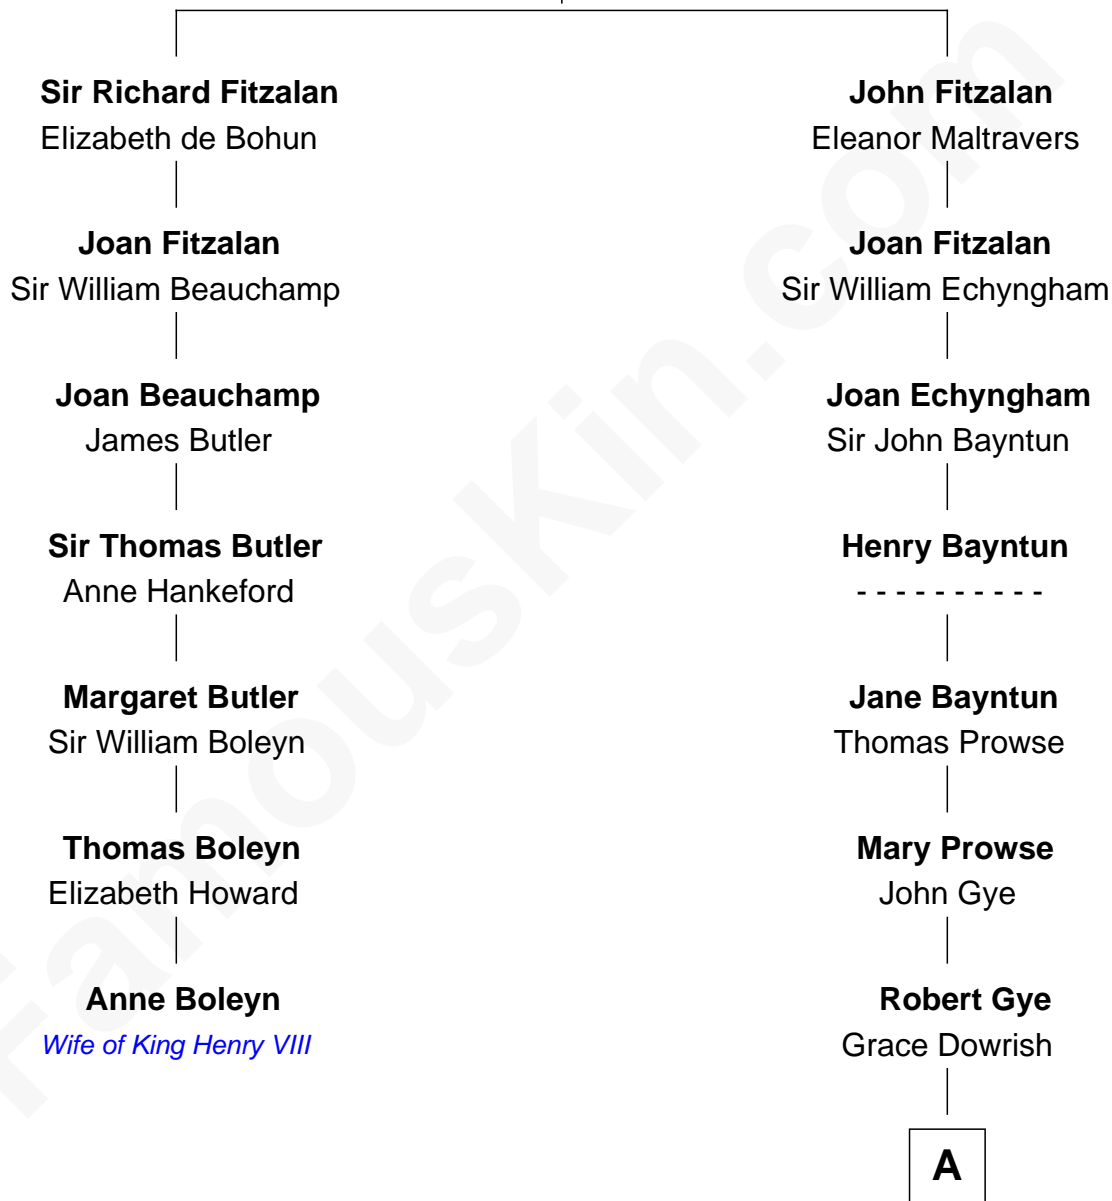 Sir Richard Fitzalan
Elizabeth de Bohun
John Fitzalan
Eleanor Maltravers
Joan Fitzalan
Sir William Beauchamp
Joan Fitzalan
Sir William Echyngham
Joan Beauchamp
James Butler
Joan Echyngham
Sir John Bayntun
Sir Thomas Butler
Anne Hankeford
Henry Bayntun
- - - - - - - - - -
Margaret Butler
Sir William Boleyn
Jane Bayntun
Thomas Prowse
Thomas Boleyn
Elizabeth Howard
Mary Prowse
John Gye
Anne Boleyn
Wife of King Henry VIII
Robert Gye
Grace Dowrish
A
FamousKin.com